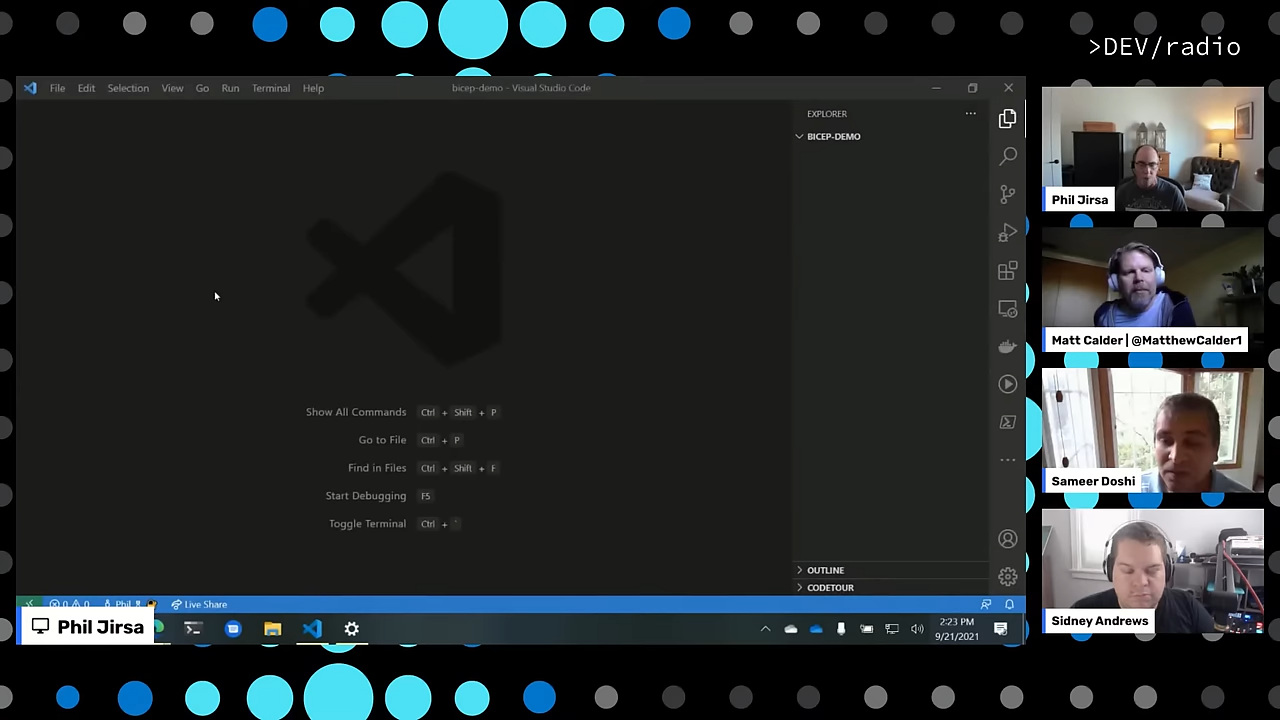 >DEV/radio
File Edit Selection View Go Run Terminal Help
bicep-demo - Visual Studio Code
EXPLORER
BICEP-DEMO
Phil Jirsa
Matt Calder | @MatthewCalder1
Show All Commands Ctrl + Shift + P
Go to File Ctrl + P
Find in Files Ctrl + Shift + F
Start Debugging F5
Toggle Terminal Ctrl + `
Sameer Doshi
OUTLINE
CODETOUR
0 0 Phil Live Share
Phil Jirsa
2:23 PM
9/21/2021
Sidney Andrews